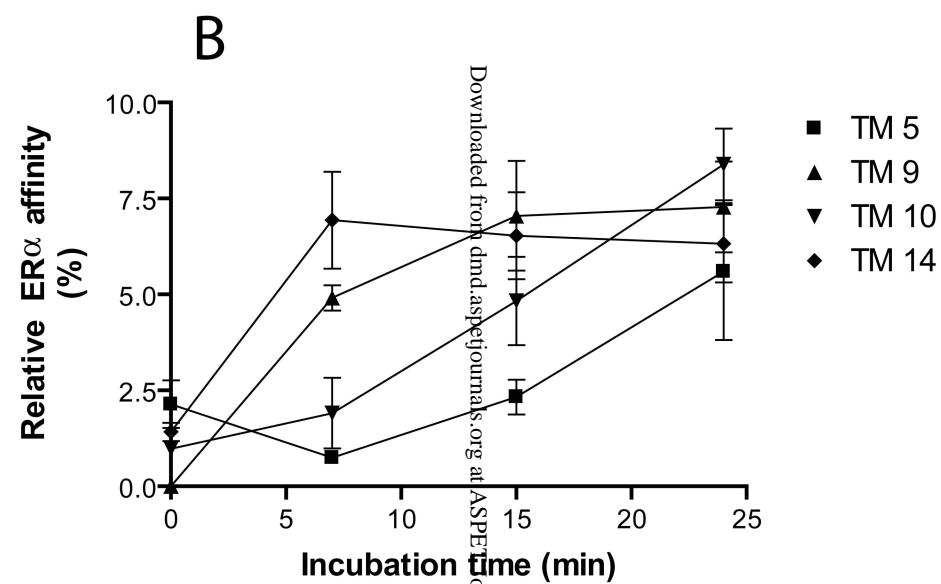 B
Relative ERα affinity
(%)
10.0
7.5
5.0
2.5
0.0
0
5
10
15
20
25
Incubation time (min)
TM 5
TM 9
TM 10
TM 14
Downloaded from dmd.aspetjournals.org at ASPET